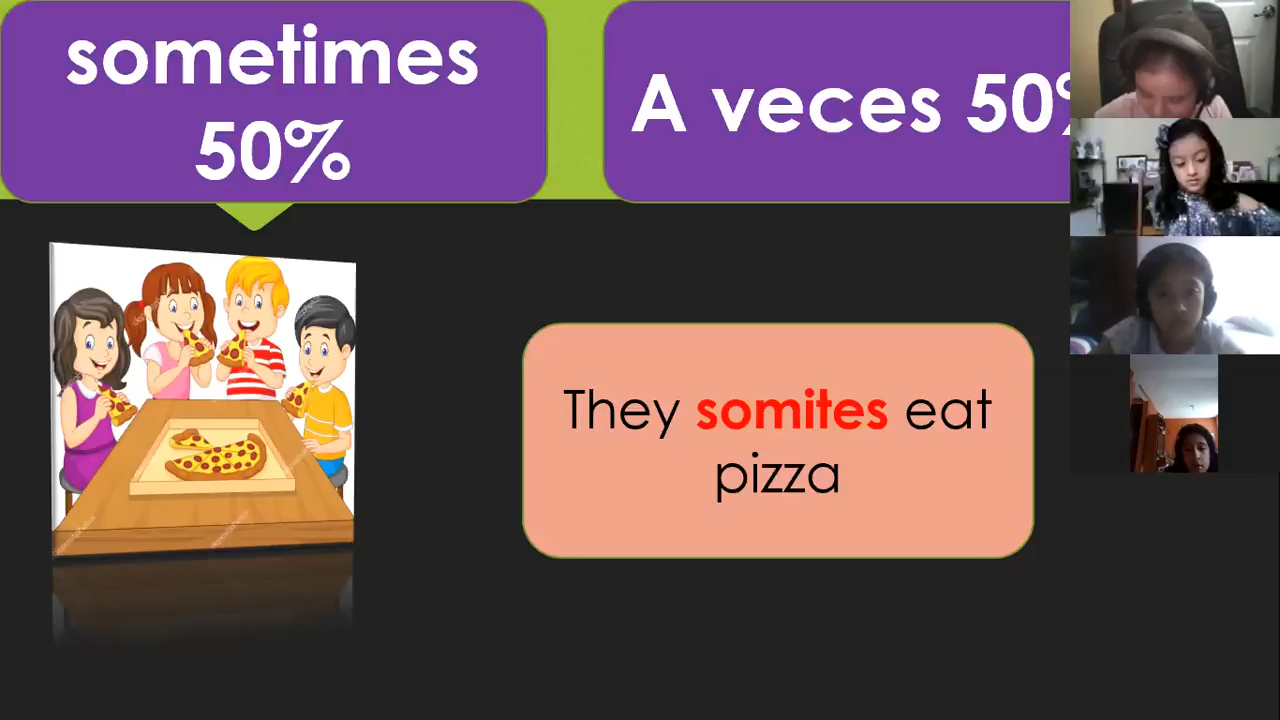 sometimes
50%
A veces 50%
They somites eat
pizza